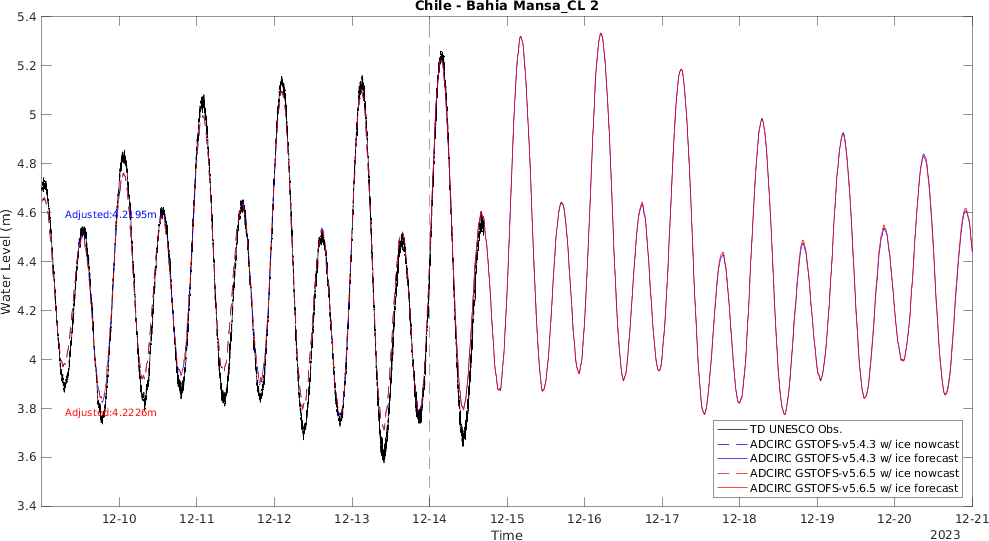 Chile - Bahia Mansa_CL 2
5.4
5.2
5
4.8
4.6
4.4
4.2
4
3.8
3.6
3.4
Water Level (m)
Adjusted:4.2195m
Adjusted:4.2226m
TD UNESCO Obs.
ADCIRC GSTOFS-v5.4.3 w/ ice nowcast
ADCIRC GSTOFS-v5.4.3 w/ ice forecast
ADCIRC GSTOFS-v5.6.5 w/ ice nowcast
ADCIRC GSTOFS-v5.6.5 w/ ice forecast
12-10 12-11 12-12 12-13 12-14 12-15 12-16 12-17 12-18 12-19 12-20 12-21
Time
2023